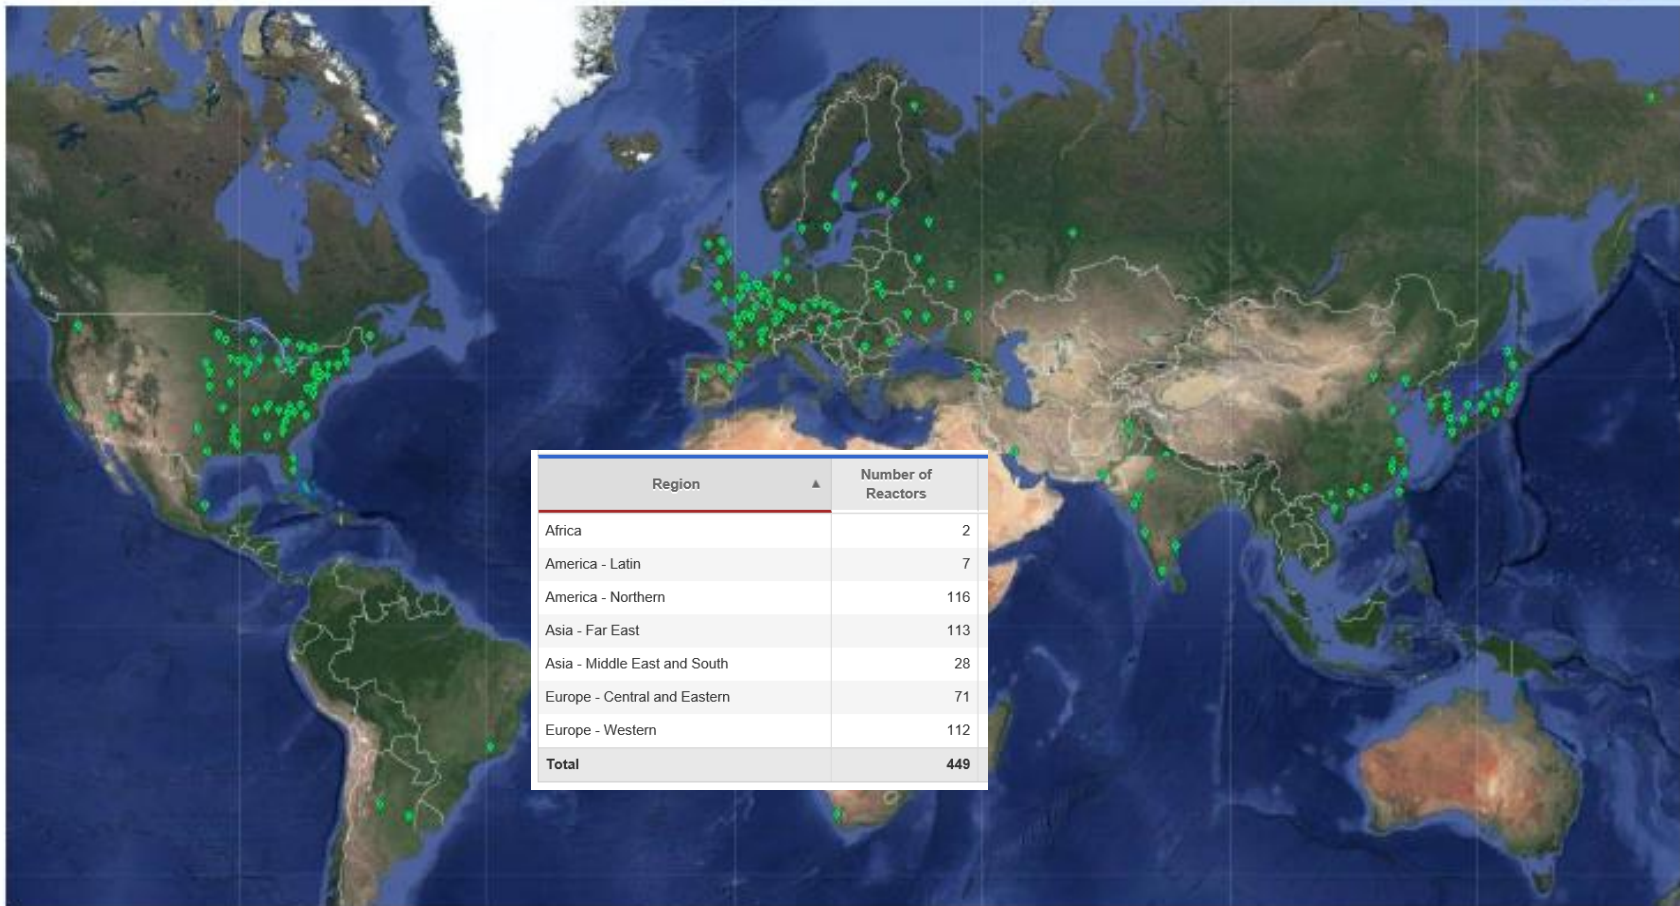 Region ▲ Number of
Reactors
Africa 2
America - Latin 7
America - Northern 116
Asia - Far East 113
Asia - Middle East and South 28
Europe - Central and Eastern 71
Europe - Western 112
Total 449